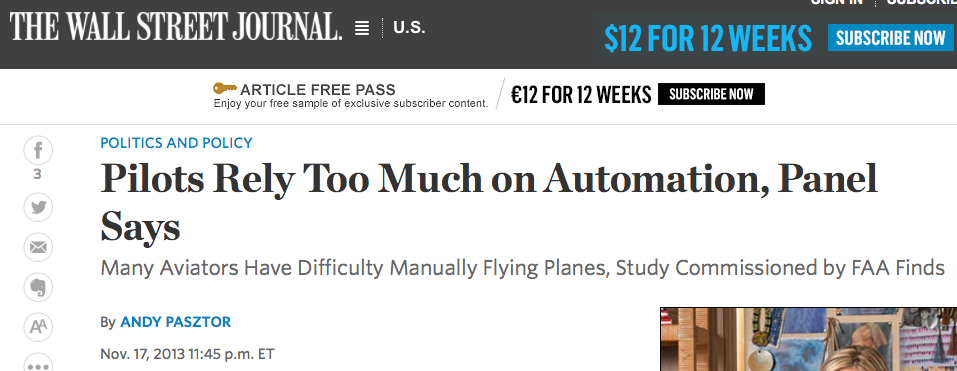 SIGN IN SUBSCRIBE
THE WALL STREET JOURNAL. U.S.
$12 FOR 12 WEEKS SUBSCRIBE NOW
ARTICLE FREE PASS
Enjoy your free sample of exclusive subscriber content.
€12 FOR 12 WEEKS SUBSCRIBE NOW
POLITICS AND POLICY
f
3
Pilots Rely Too Much on Automation, Panel
Says
Many Aviators Have Difficulty Manually Flying Planes, Study Commissioned by FAA Finds
By ANDY PASZTOR
AA
Nov. 17, 2013 11:45 p.m. ET